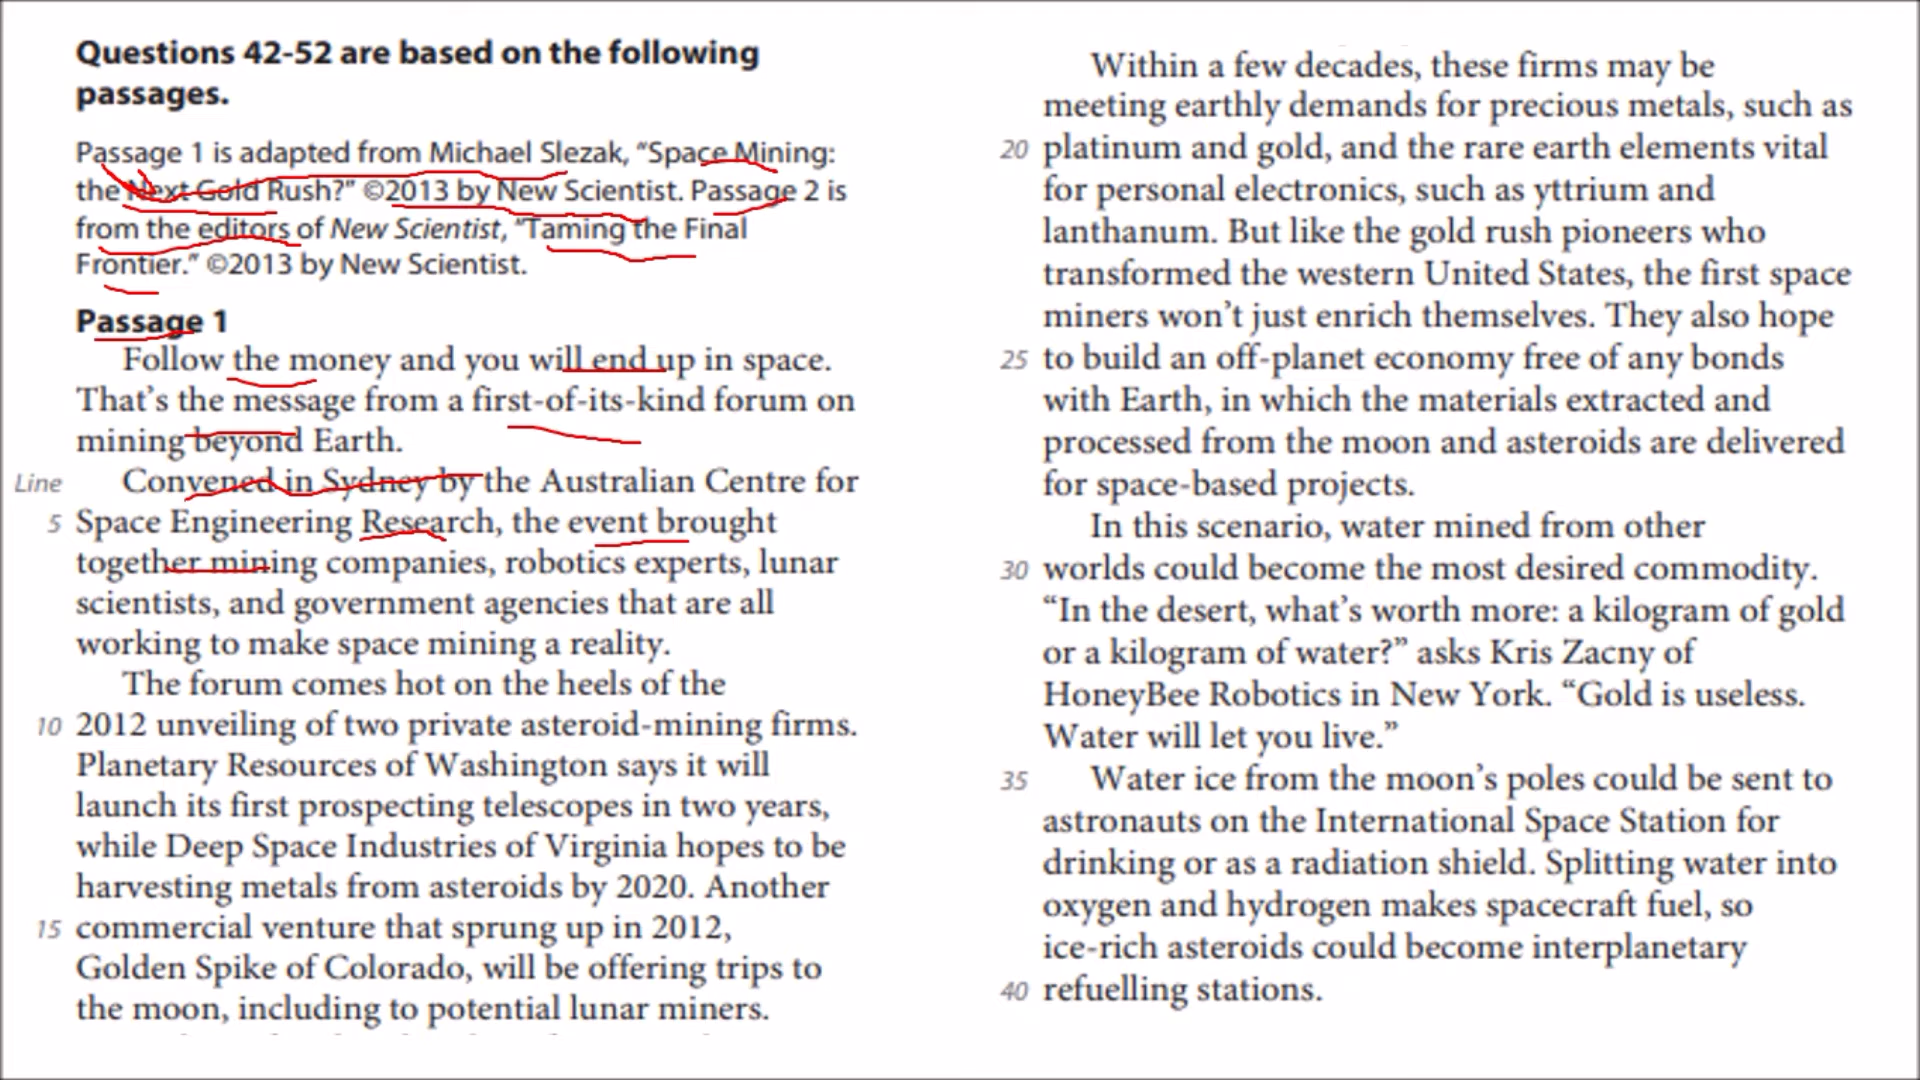 Questions 42-52 are based on the following
passages.
Passage 1 is adapted from Michael Slezak, “Space Mining:
the Next Gold Rush?” ©2013 by New Scientist. Passage 2 is
from the editors of New Scientist, “Taming the Final
Frontier.” ©2013 by New Scientist.
Passage 1
Follow the money and you will end up in space.
That’s the message from a first-of-its-kind forum on
mining beyond Earth.
Line Convened in Sydney by the Australian Centre for
5 Space Engineering Research, the event brought
together mining companies, robotics experts, lunar
scientists, and government agencies that are all
working to make space mining a reality.
The forum comes hot on the heels of the
10 2012 unveiling of two private asteroid-mining firms.
Planetary Resources of Washington says it will
launch its first prospecting telescopes in two years,
while Deep Space Industries of Virginia hopes to be
harvesting metals from asteroids by 2020. Another
15 commercial venture that sprung up in 2012,
Golden Spike of Colorado, will be offering trips to
the moon, including to potential lunar miners.
Within a few decades, these firms may be
meeting earthly demands for precious metals, such as
20 platinum and gold, and the rare earth elements vital
for personal electronics, such as yttrium and
lanthanum. But like the gold rush pioneers who
transformed the western United States, the first space
miners won’t just enrich themselves. They also hope
25 to build an off-planet economy free of any bonds
with Earth, in which the materials extracted and
processed from the moon and asteroids are delivered
for space-based projects.
In this scenario, water mined from other
30 worlds could become the most desired commodity.
“In the desert, what’s worth more: a kilogram of gold
or a kilogram of water?” asks Kris Zacny of
HoneyBee Robotics in New York. “Gold is useless.
Water will let you live.”
35 Water ice from the moon’s poles could be sent to
astronauts on the International Space Station for
drinking or as a radiation shield. Splitting water into
oxygen and hydrogen makes spacecraft fuel, so
ice-rich asteroids could become interplanetary
40 refuelling stations.